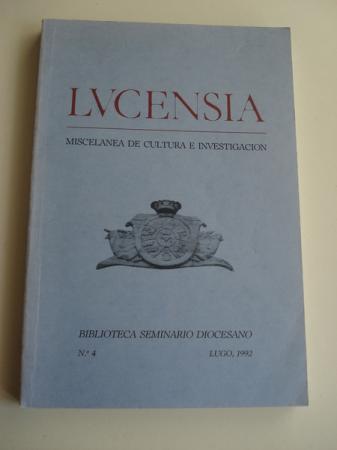 LVCENSIA
MISCELANEA DE CULTURA E INVESTIGACION
BIBLIOTECA SEMINARIO DIOCESANO
N.º 4 LUGO, 1992